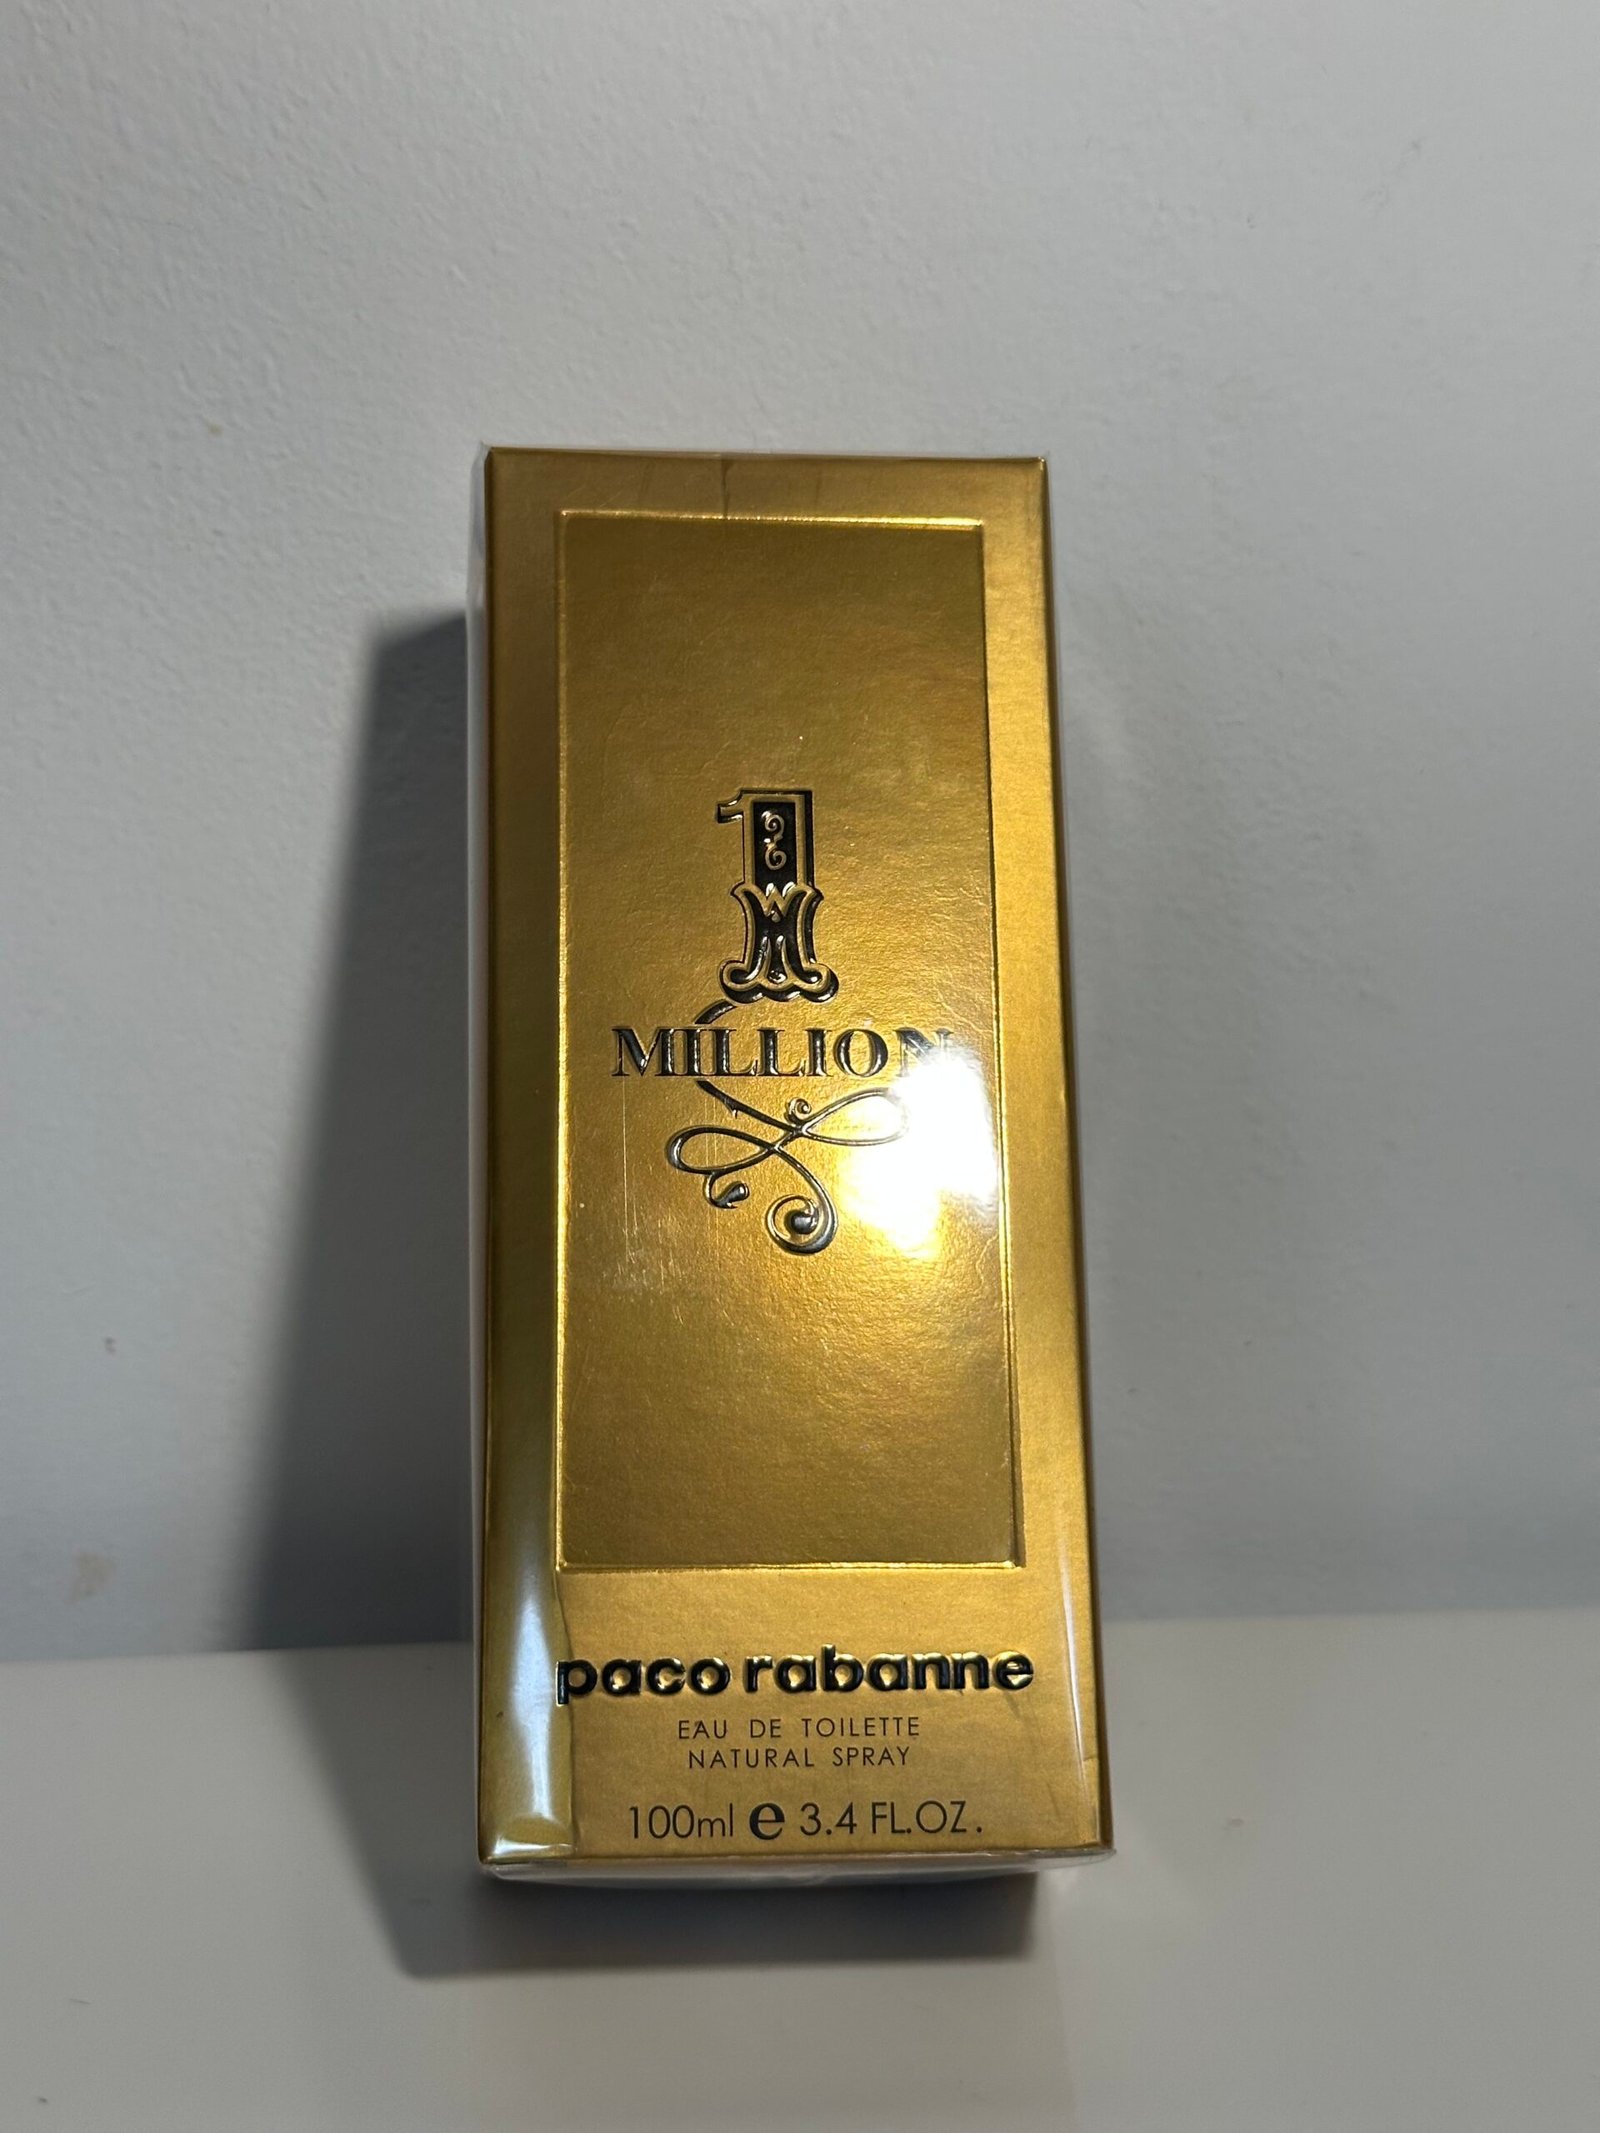 1
MILLION
paco rabanne
EAU DE TOILETTE
NATURAL SPRAY
100ml e 3.4 FL.OZ.